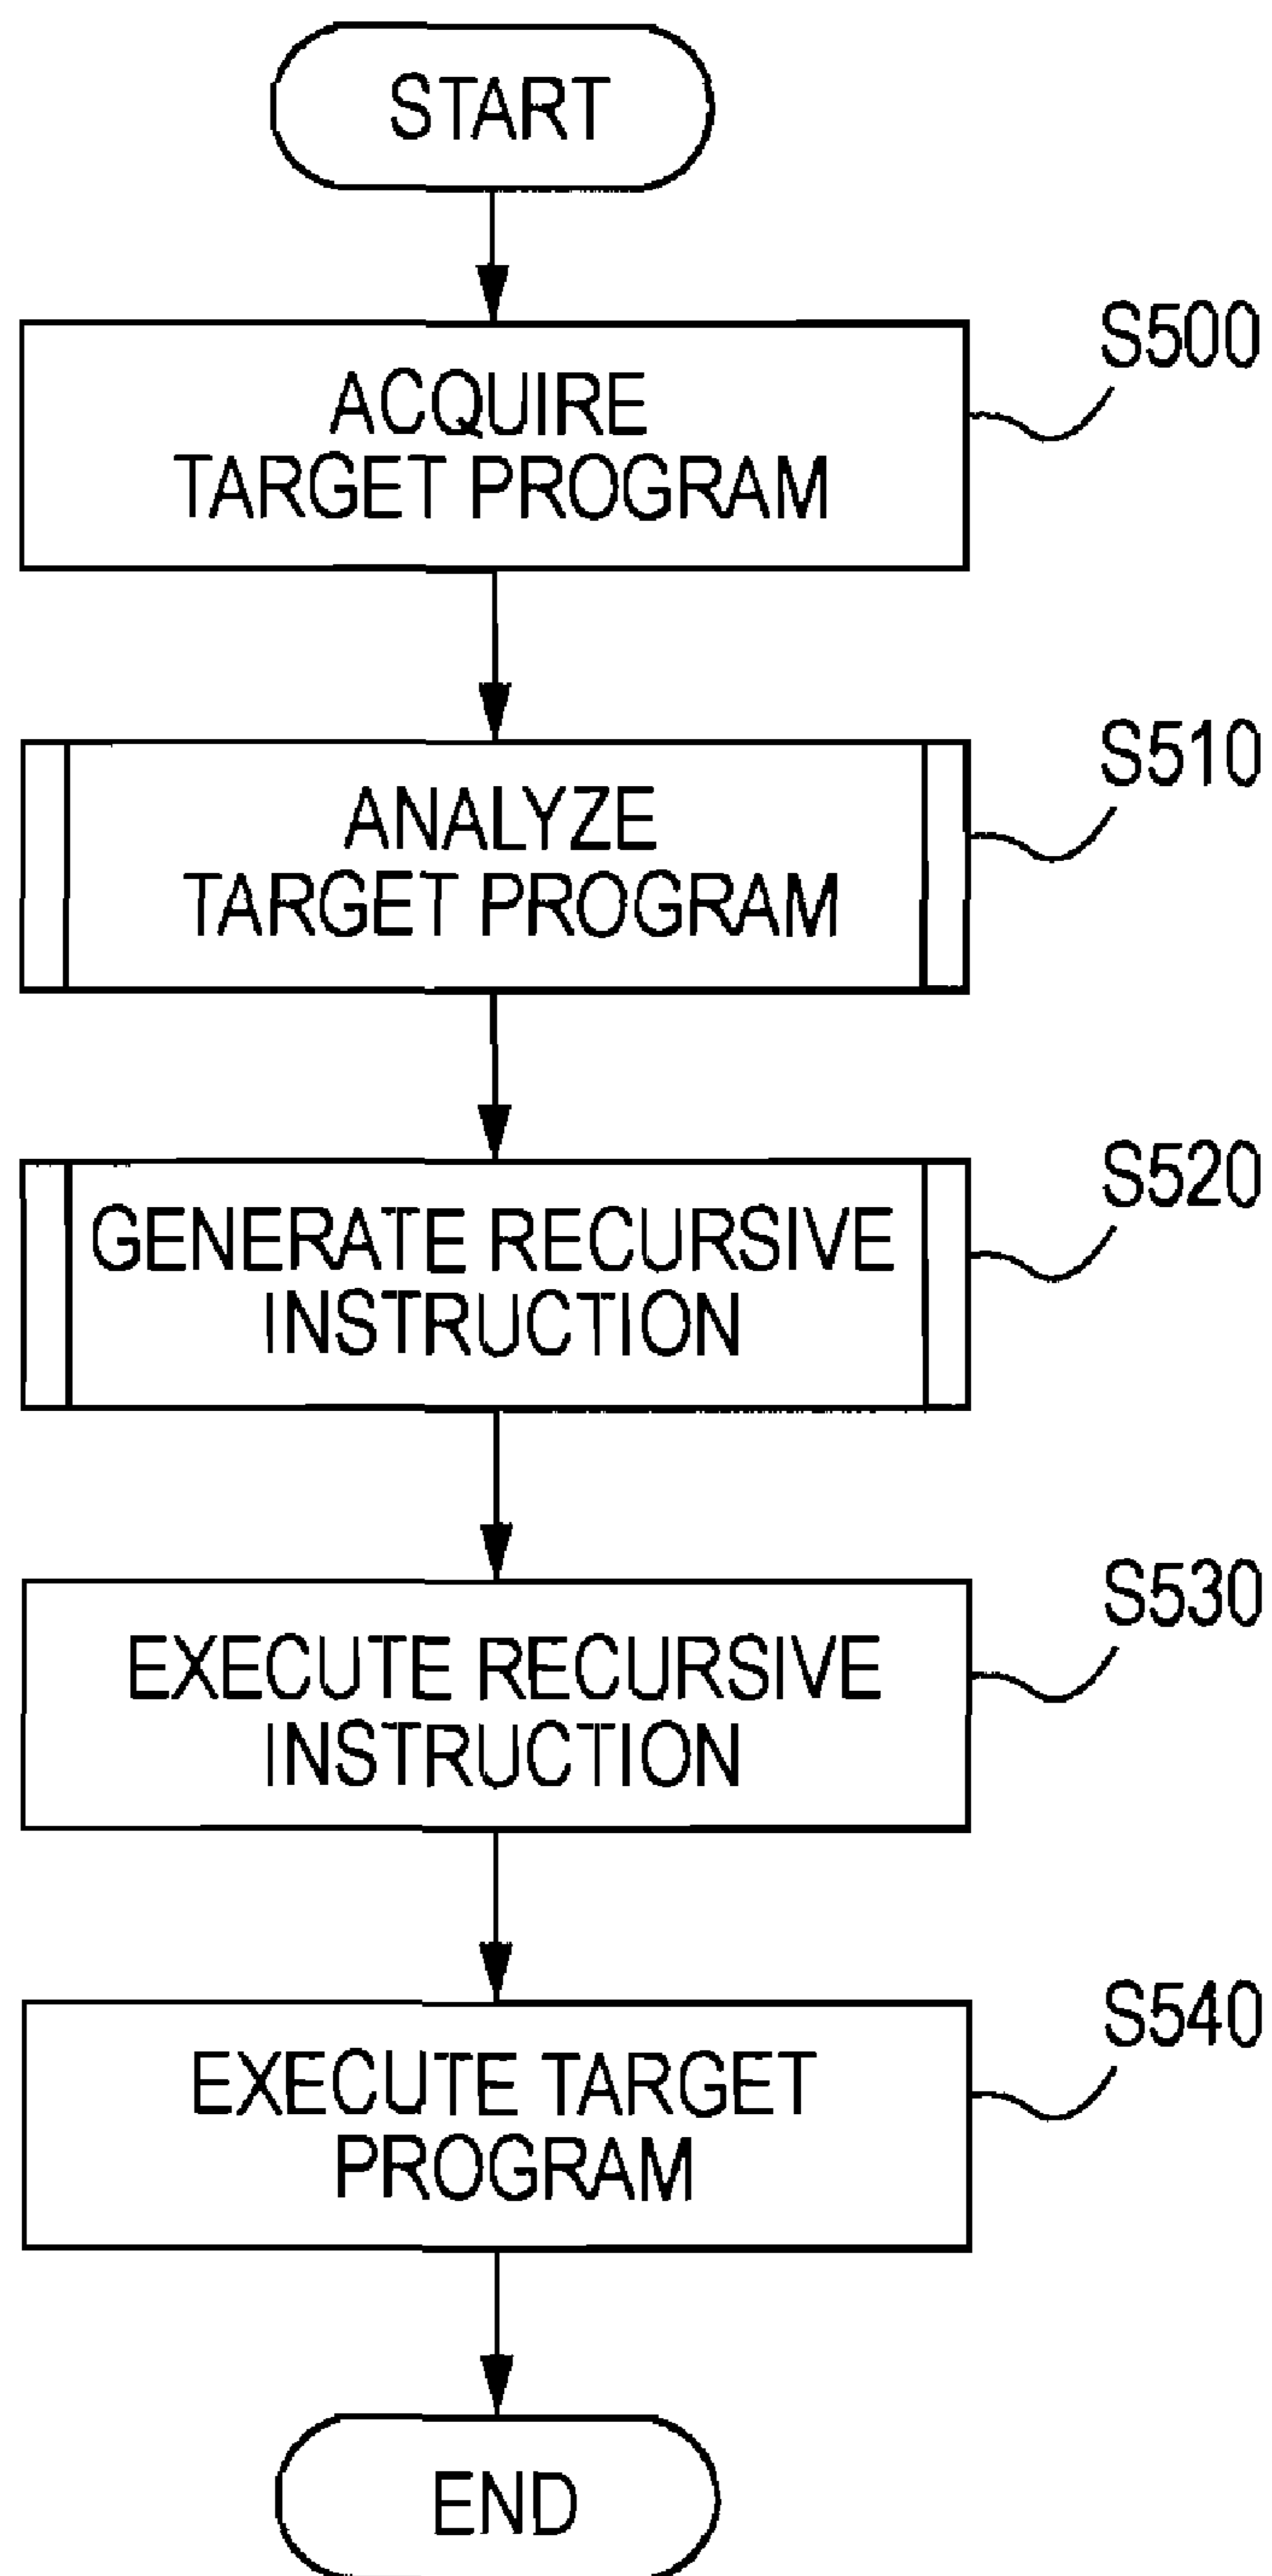 START
S500
ACQUIRE
TARGET PROGRAM
S510
ANALYZE
TARGET PROGRAM
S520
GENERATE RECURSIVE
INSTRUCTION
S530
EXECUTE RECURSIVE
INSTRUCTION
S540
EXECUTE TARGET
PROGRAM
END